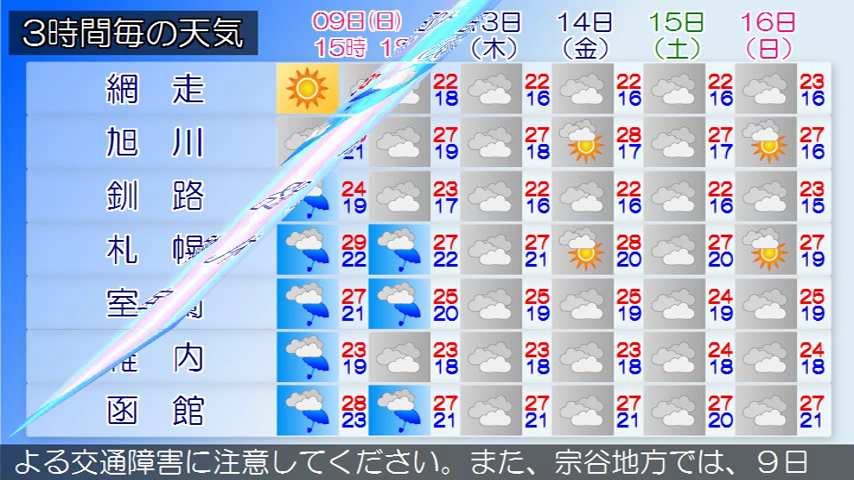 3時間毎の天気
09日(日) 3日 14日 15日 16日
15時 18 (木) (金) (土) (日)
網走 22 18 22 16 22 16 22 16 23 16
旭川 21 27 19 27 18 28 17 27 17 27 16
釧路 24 19 23 17 22 16 22 16 22 16 23 15
札幌 29 22 27 22 27 21 28 20 27 20 27 19
室 27 21 25 20 25 19 25 19 24 19 25 19
内 23 19 23 18 23 18 23 18 24 18 24 18
函館 28 23 27 21 27 21 27 21 27 20 27 21
よる交通障害に注意してください。また、宗谷地方では、９日